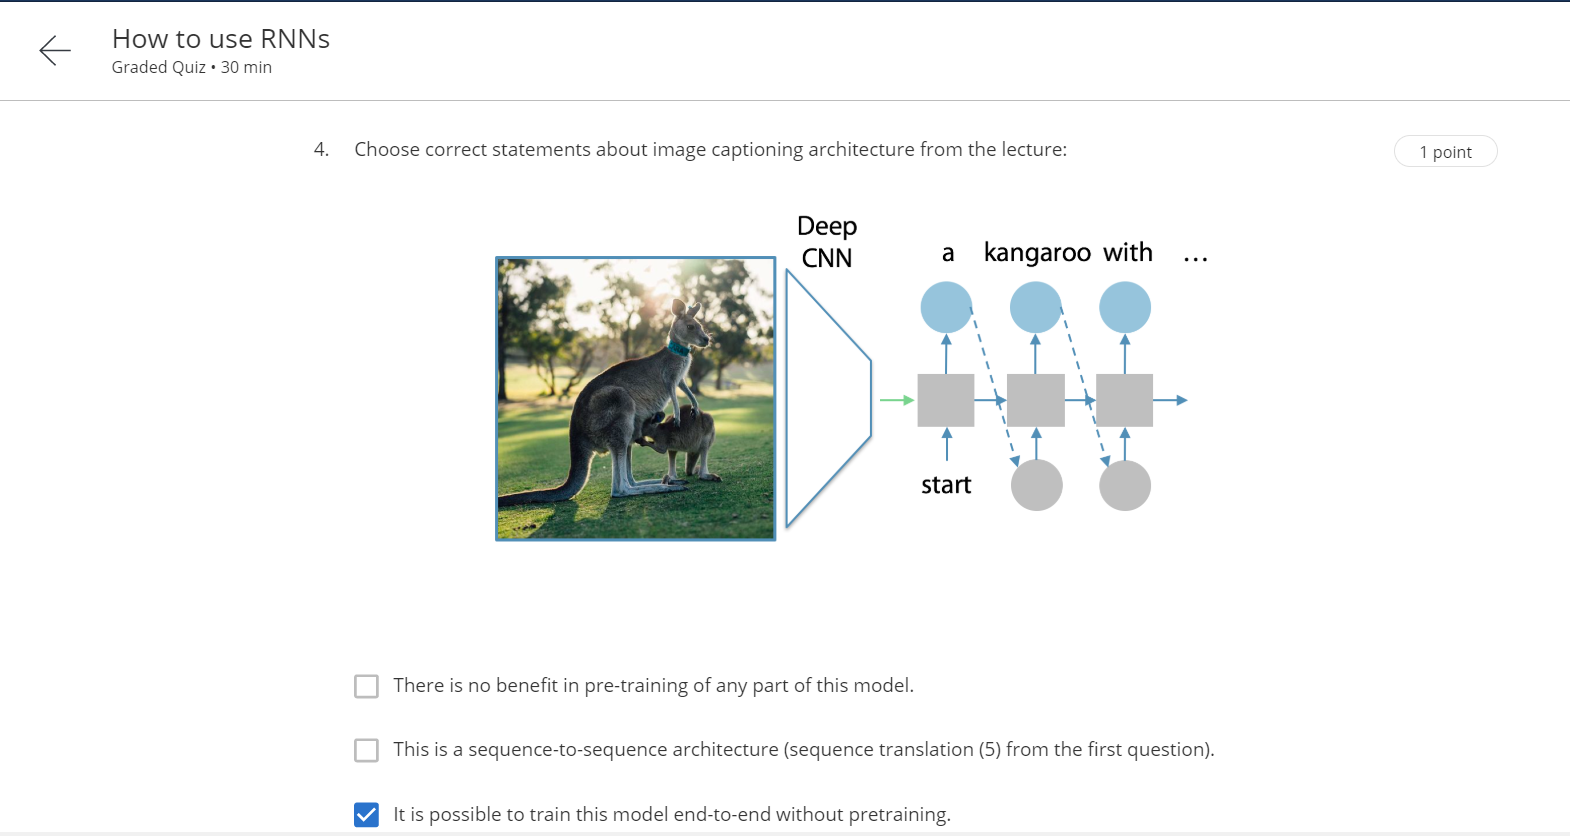 How to use RNNs
Graded Quiz • 30 min
4. Choose correct statements about image captioning architecture from the lecture:
1 point
Deep
CNN
a kangaroo with ...
start
There is no benefit in pre-training of any part of this model.
This is a sequence-to-sequence architecture (sequence translation (5) from the first question).
It is possible to train this model end-to-end without pretraining.